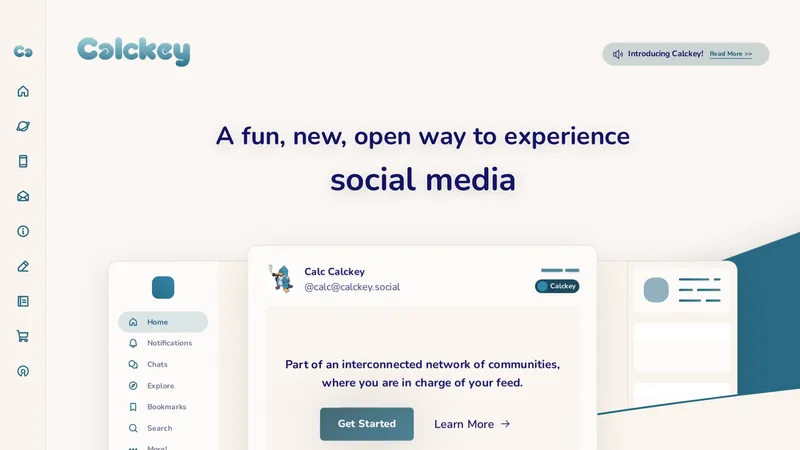 Ca
Calckey
Introducing Calckey! Read More >>
A fun, new, open way to experience
social media
Calc Calckey
@calc@calckey.social
Calckey
Home
Notifications
Chats
Explore
Bookmarks
Search
More!
Part of an interconnected network of communities,
where you are in charge of your feed.
Get Started
Learn More →